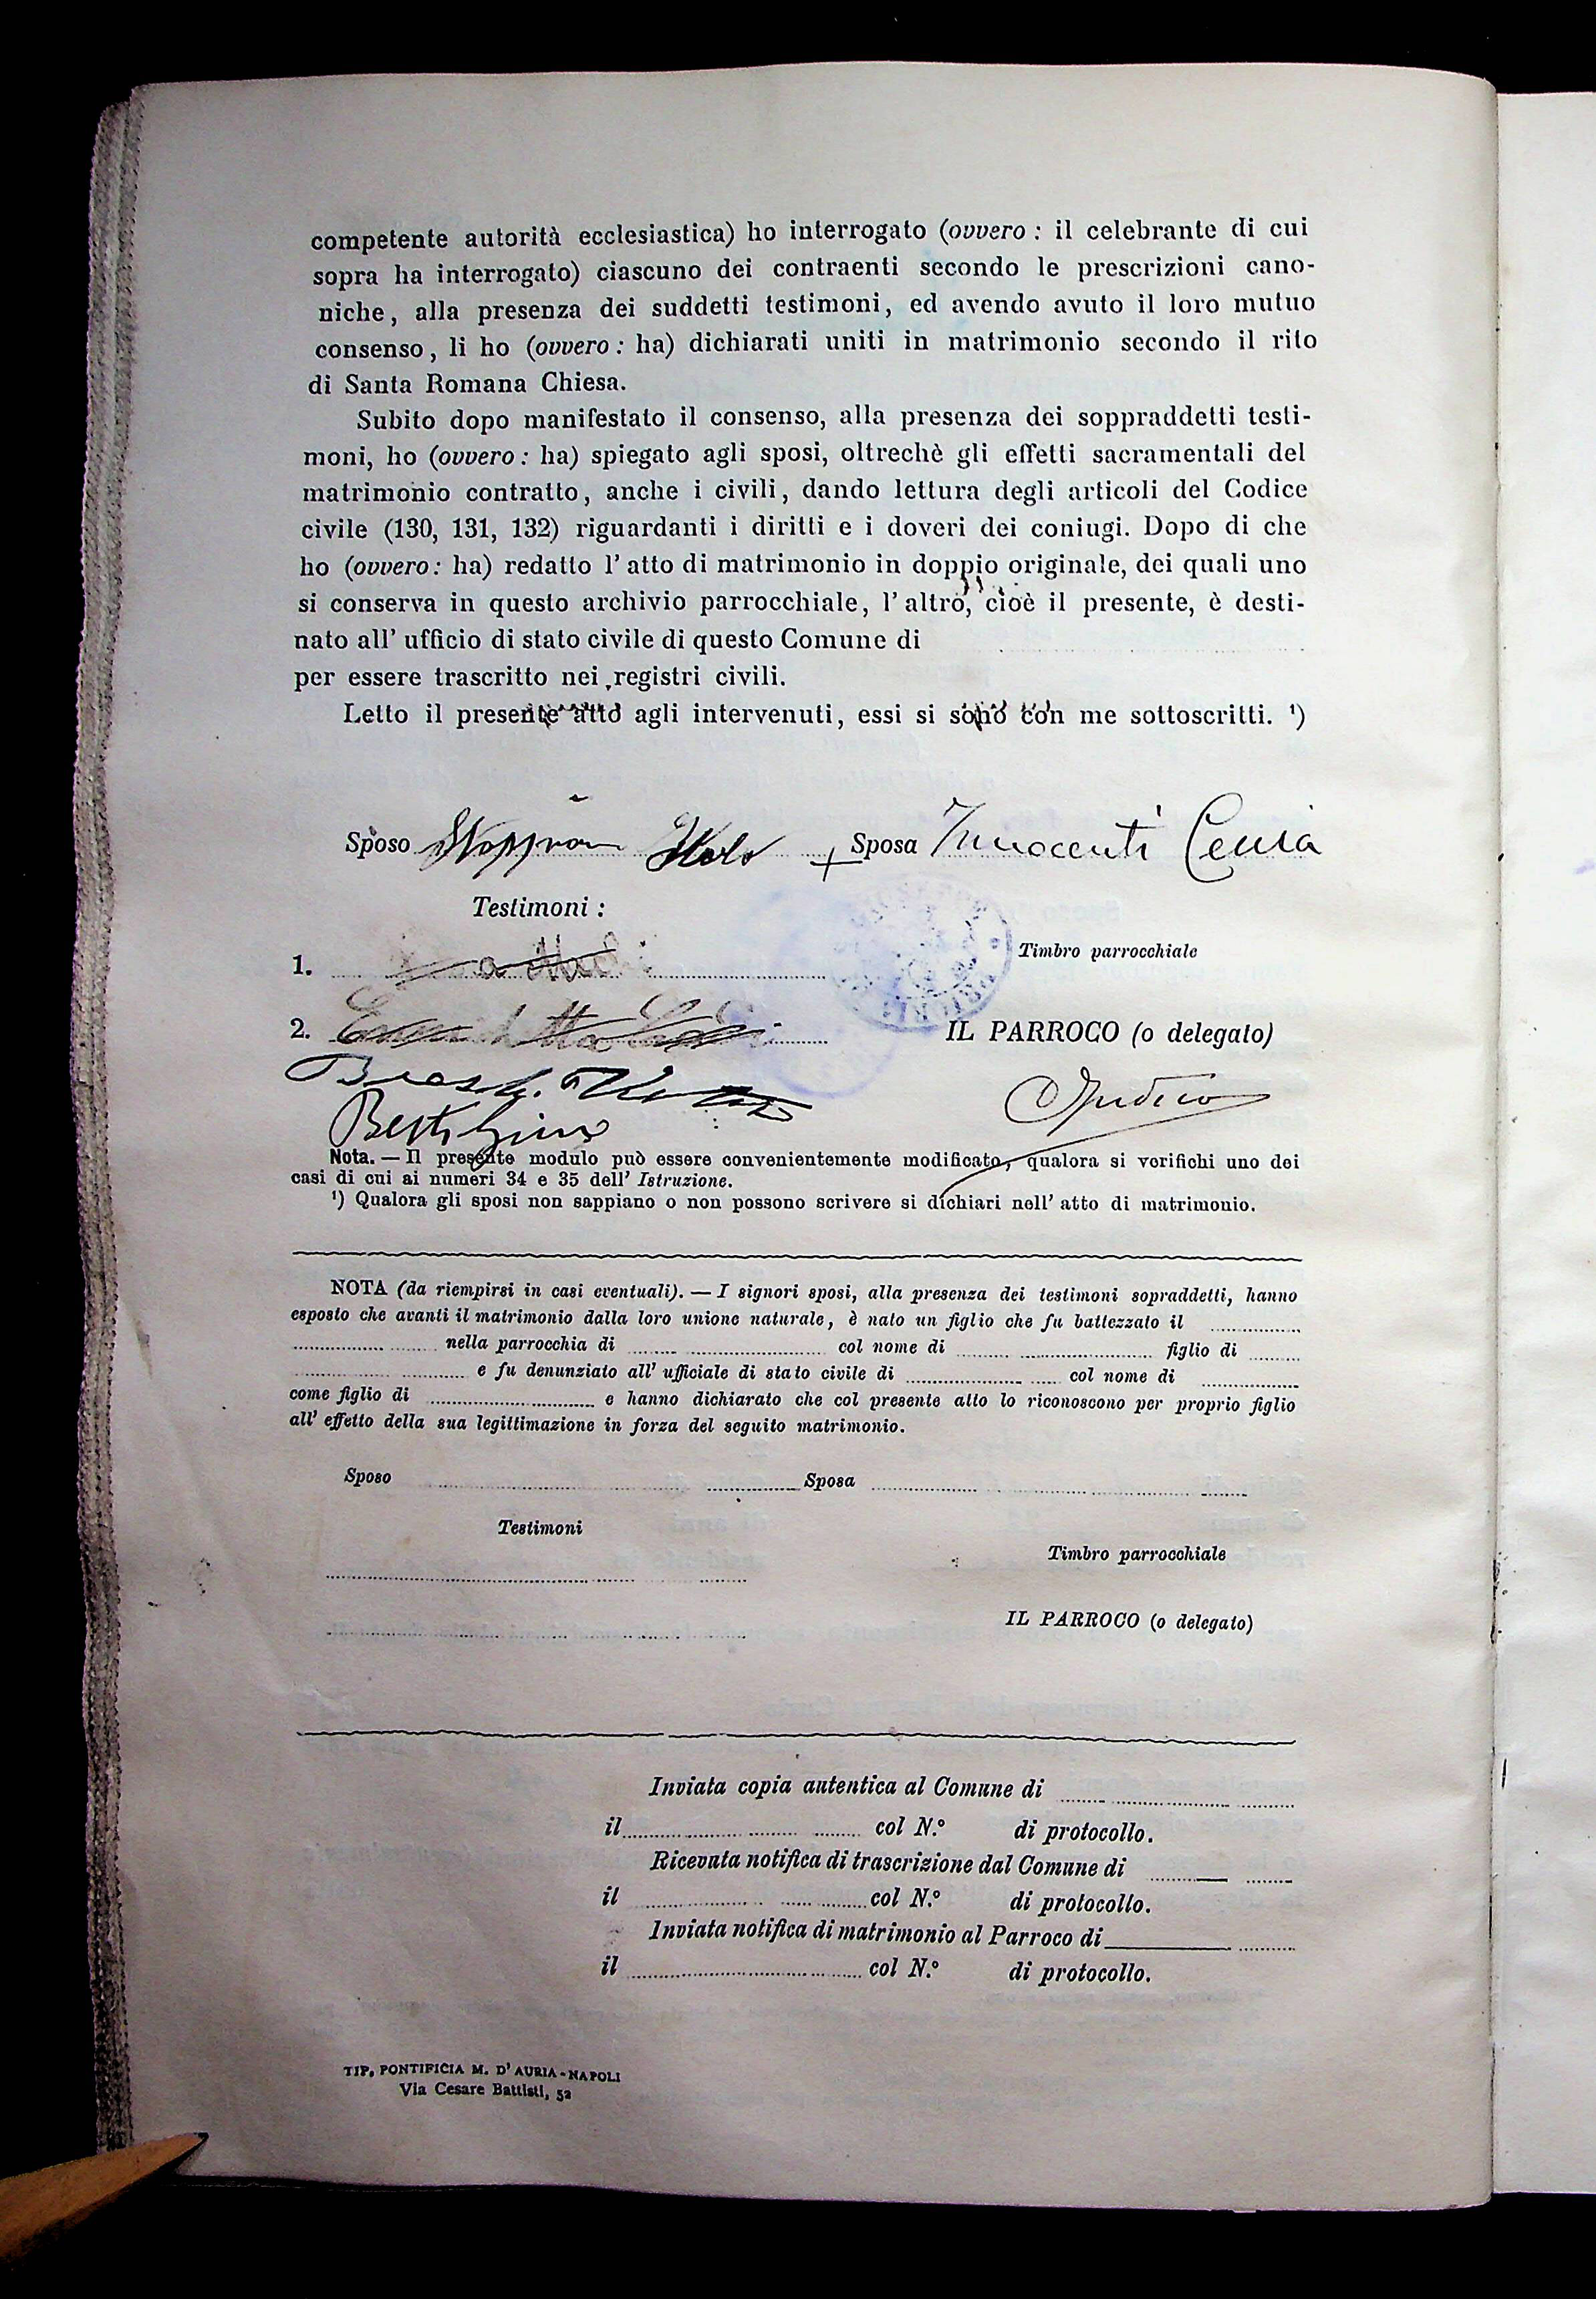 competente autorità ecclesiastica) ho interrogato (ovvero : il celebrante di cui
sopra ha interrogato) ciascuno dei contraenti secondo le prescrizioni cano-
niche, alla presenza dei suddetti testimoni, ed avendo avuto il loro mutuo
consenso, li ho (ovvero : ha) dichiarati uniti in matrimonio secondo il rito
di Santa Romana Chiesa.
Subito dopo manifestato il consenso, alla presenza dei soppraddetti testi-
moni, ho (ovvero : ha) spiegato agli sposi, oltrechè gli effetti sacramentali del
matrimonio contratto, anche i civili, dando lettura degli articoli del Codice
civile (130, 131, 132) riguardanti i diritti e i doveri dei coniugi. Dopo di che
ho (ovvero : ha) redatto l'atto di matrimonio in doppio originale, dei quali uno
si conserva in questo archivio parrocchiale, l'altro, cioè il presente, è desti-
nato all'ufficio di stato civile di questo Comune di
per essere trascritto nei registri civili.
Letto il presente atto agli intervenuti, essi si sono con me sottoscritti. ¹)
Sposo Sposa Innocenti
Testimoni :
1.
Timbro parrocchiale
2.
IL PARROCO (o delegato)
Nota. — Il presente modulo può essere convenientemente modificato, qualora si verifichi uno dei
casi di cui ai numeri 34 e 35 dell' Istruzione.
¹) Qualora gli sposi non sappiano o non possono scrivere si dichiari nell' atto di matrimonio.
NOTA (da riempirsi in casi eventuali). — I signori sposi, alla presenza dei testimoni sopraddetti, hanno
esposto che avanti il matrimonio dalla loro unione naturale, è nato un figlio che fu battezzato il
nella parrocchia di col nome di figlio di
e fu denunziato all' ufficiale di stato civile di col nome di
come figlio di e hanno dichiarato che col presente atto lo riconoscono per proprio figlio
all' effetto della sua legittimazione in forza del seguito matrimonio.
Sposo Sposa
Testimoni
Timbro parrocchiale
IL PARROCO (o delegato)
Inviata copia autentica al Comune di
il col N.° di protocollo.
Ricevuta notifica di trascrizione dal Comune di
il col N.° di protocollo.
Inviata notifica di matrimonio al Parroco di
il col N.° di protocollo.
TIP. PONTIFICIA M. D'AURIA - NAPOLI
Via Cesare Battisti, 52